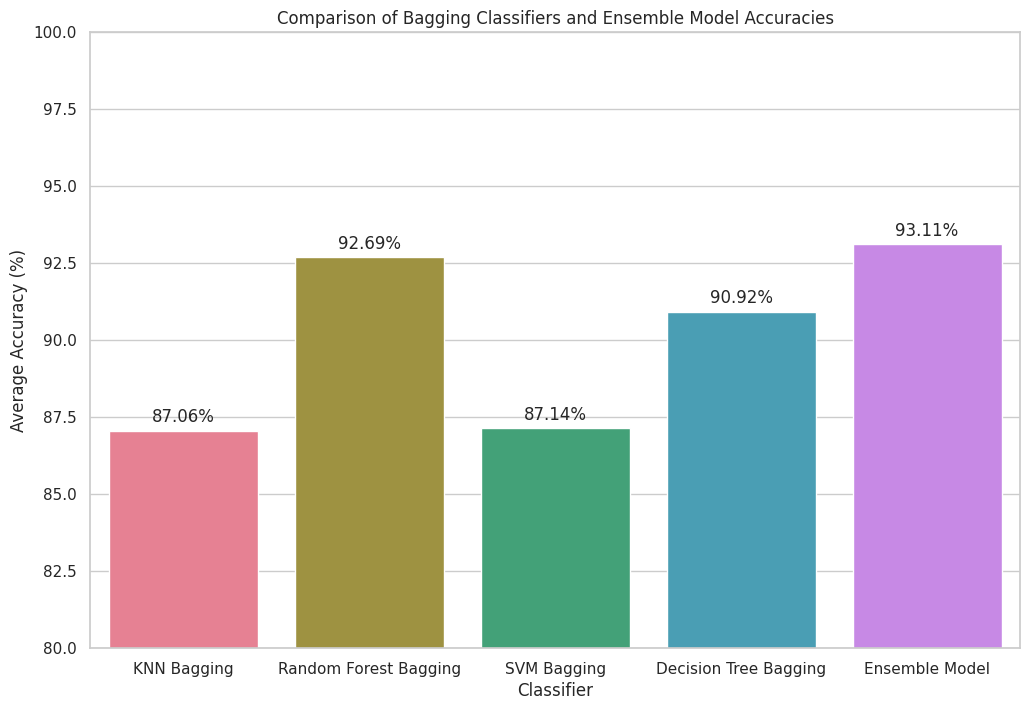 Comparison of Bagging Classifiers and Ensemble Model Accuracies
Average Accuracy (%)
100.0
97.5
95.0
92.5
90.0
87.5
85.0
82.5
80.0
87.06%
92.69%
87.14%
90.92%
93.11%
KNN Bagging
Random Forest Bagging
SVM Bagging
Decision Tree Bagging
Ensemble Model
Classifier